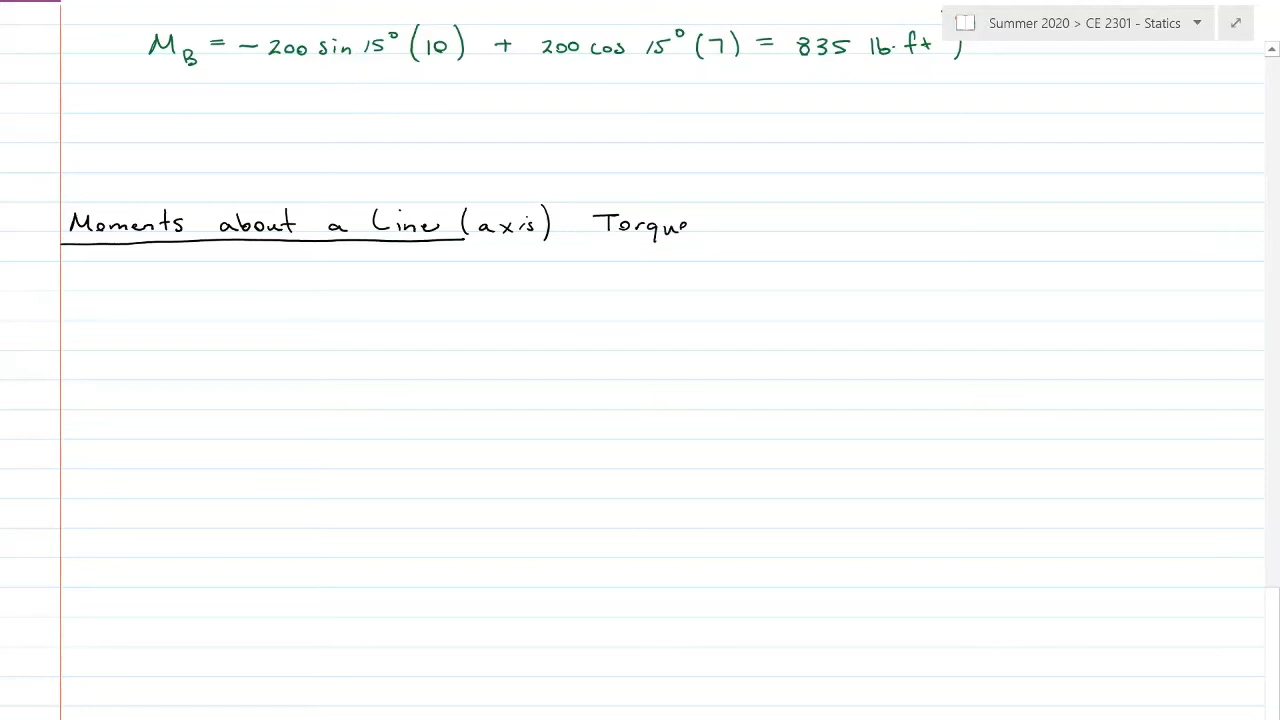 Summer 2020 > CE 2301 - Statics
M_B = - 200 sin 15° (10) + 200 cos 15° (7) = 835 lb·ft
Moments about a Line (axis) Torque